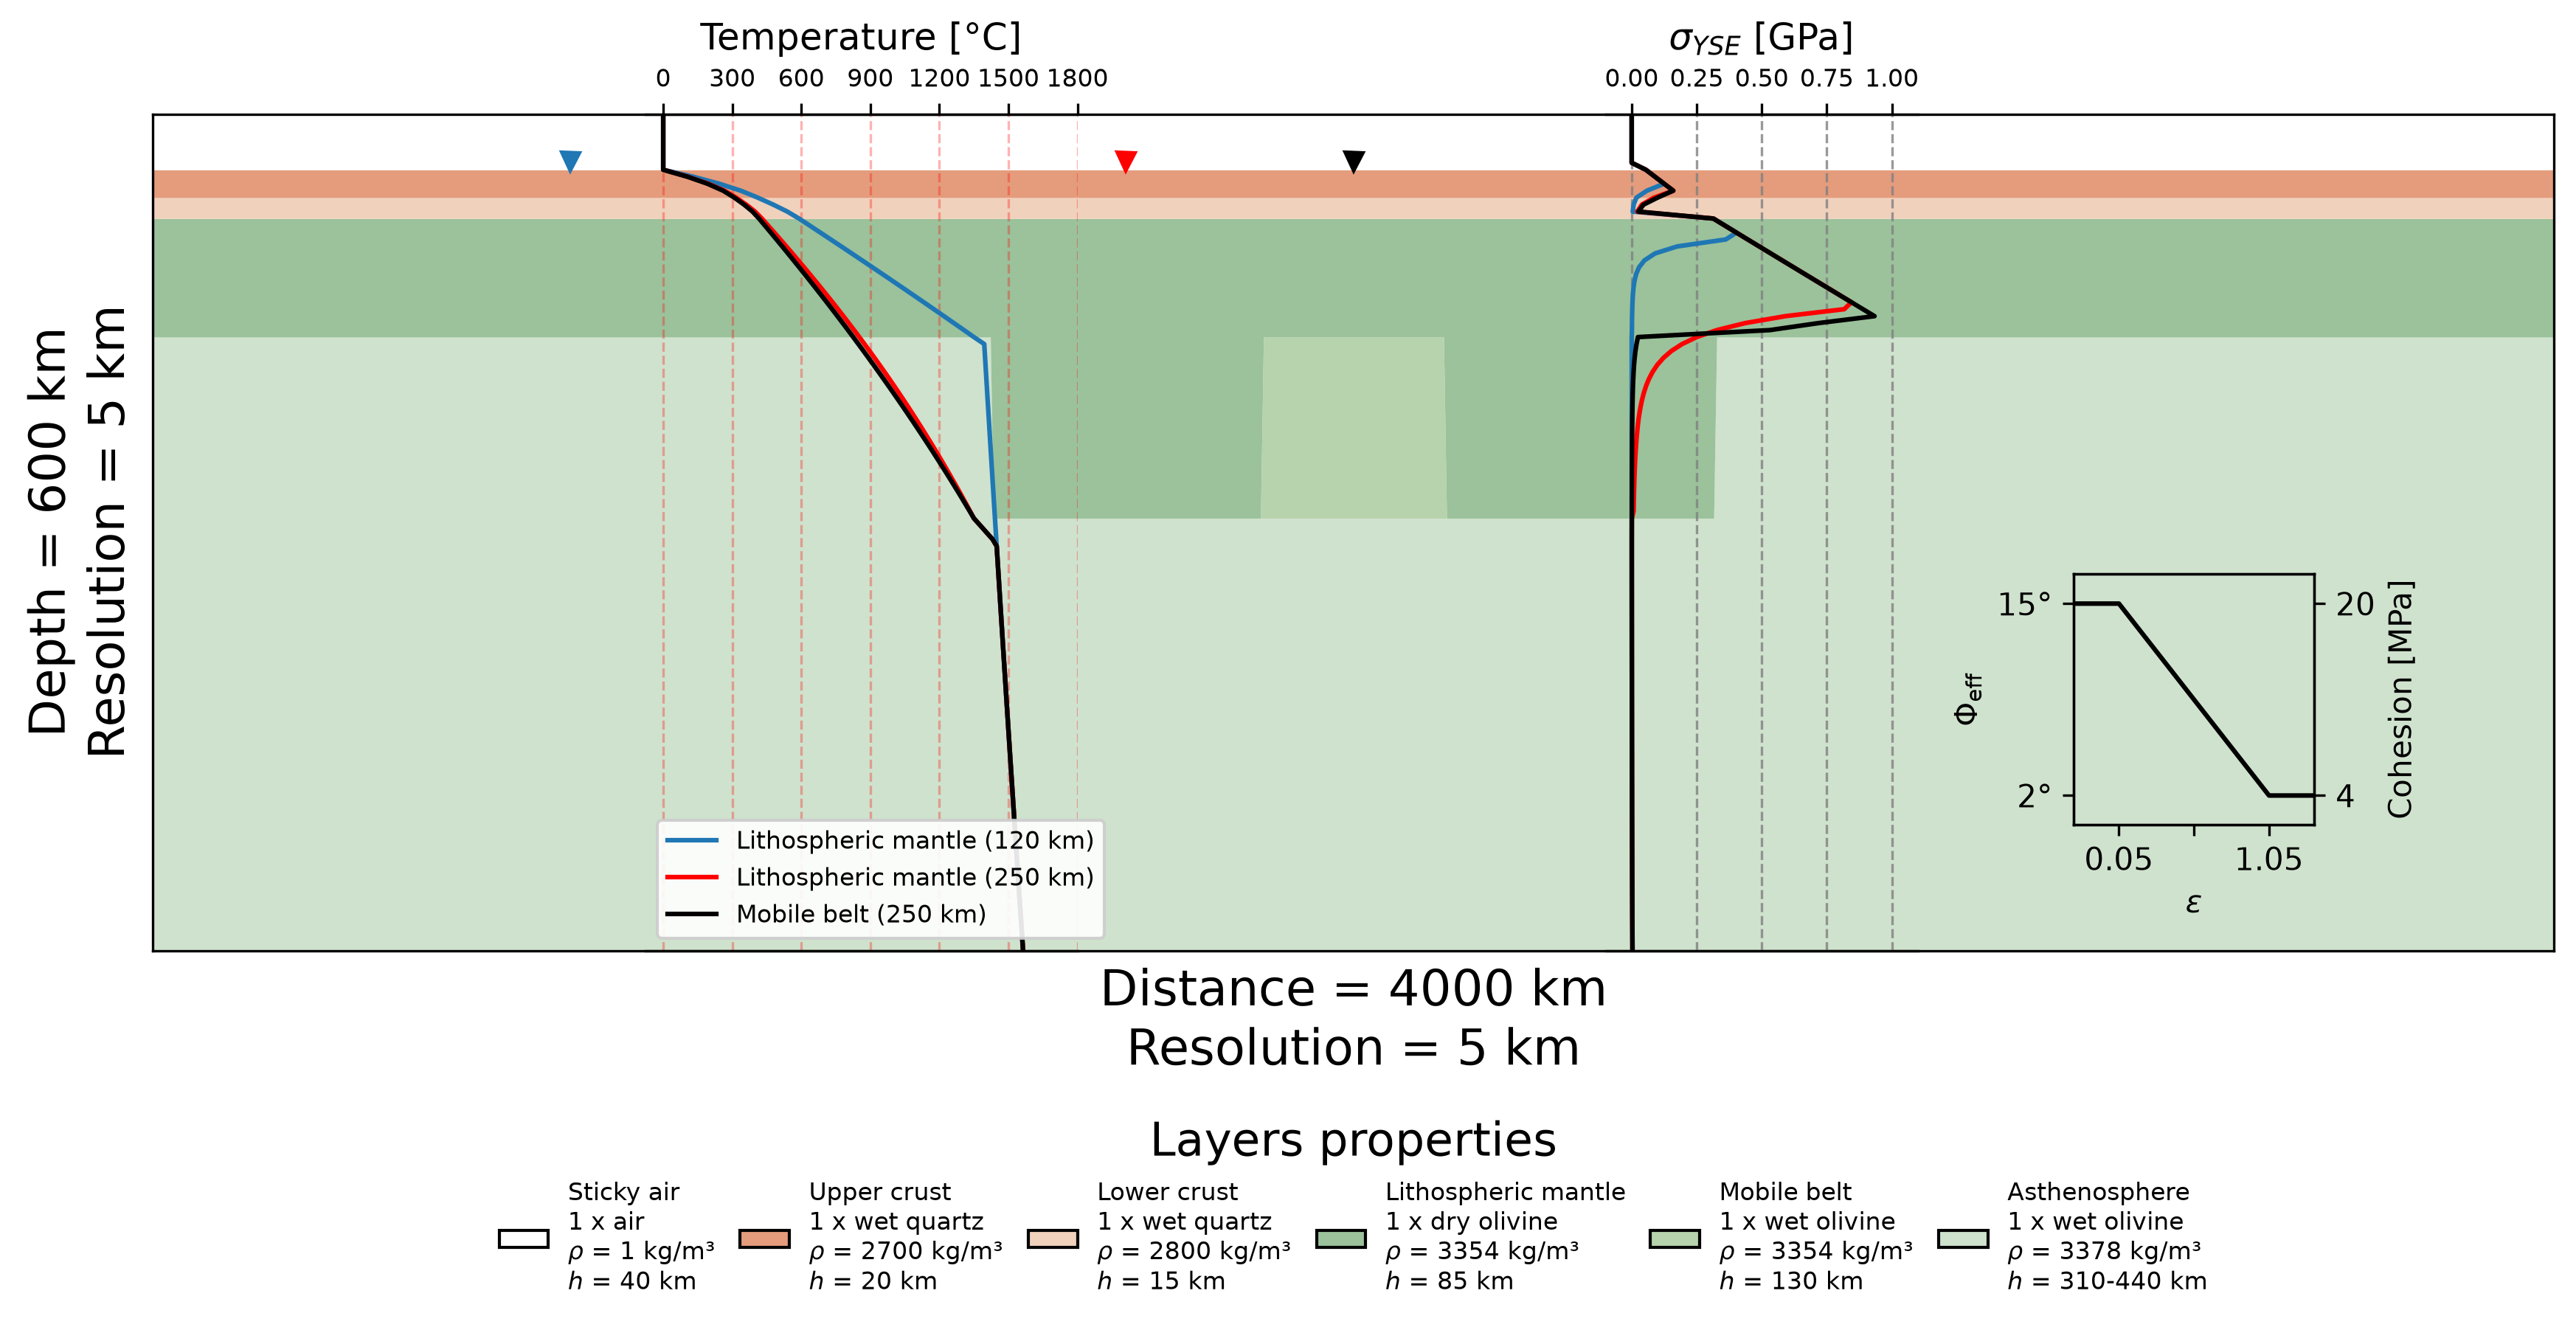 Temperature [°C]
0 300 600 900 1200 1500 1800
σYSE [GPa]
0.00 0.25 0.50 0.75 1.00
Depth = 600 km
Resolution = 5 km
Lithospheric mantle (120 km)
Lithospheric mantle (250 km)
Mobile belt (250 km)
15°
2°
Φeff
20
4
Cohesion [MPa]
0.05 1.05
ε
Distance = 4000 km
Resolution = 5 km
Layers properties
Sticky air
1 x air
ρ = 1 kg/m³
h = 40 km
Upper crust
1 x wet quartz
ρ = 2700 kg/m³
h = 20 km
Lower crust
1 x wet quartz
ρ = 2800 kg/m³
h = 15 km
Lithospheric mantle
1 x dry olivine
ρ = 3354 kg/m³
h = 85 km
Mobile belt
1 x wet olivine
ρ = 3354 kg/m³
h = 130 km
Asthenosphere
1 x wet olivine
ρ = 3378 kg/m³
h = 310-440 km